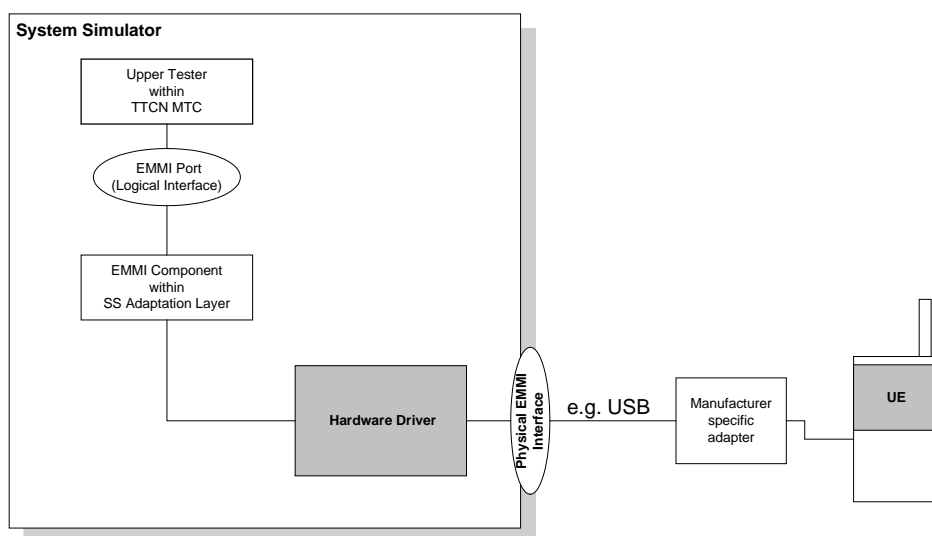 System Simulator
Upper Tester
within
TTCN MTC
EMMI Port
(Logical Interface)
EMMI Component
within
SS Adaptation Layer
Hardware Driver
Physical EMMI
Interface
e.g. USB
Manufacturer
specific
adapter
UE